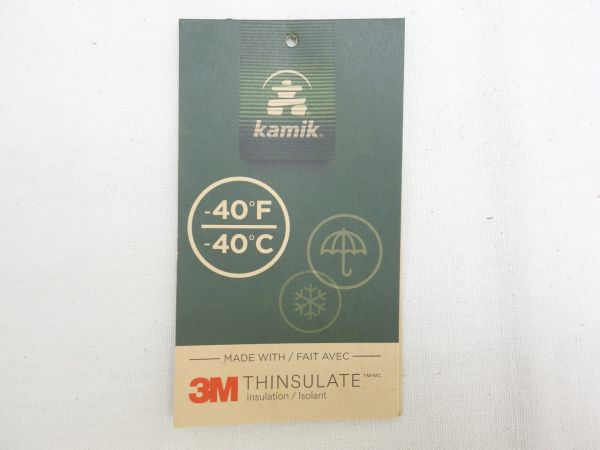 kamik.
-40°F
-40°C
MADE WITH / FAIT AVEC
3M THINSULATE TM/MC
Insulation / Isolant